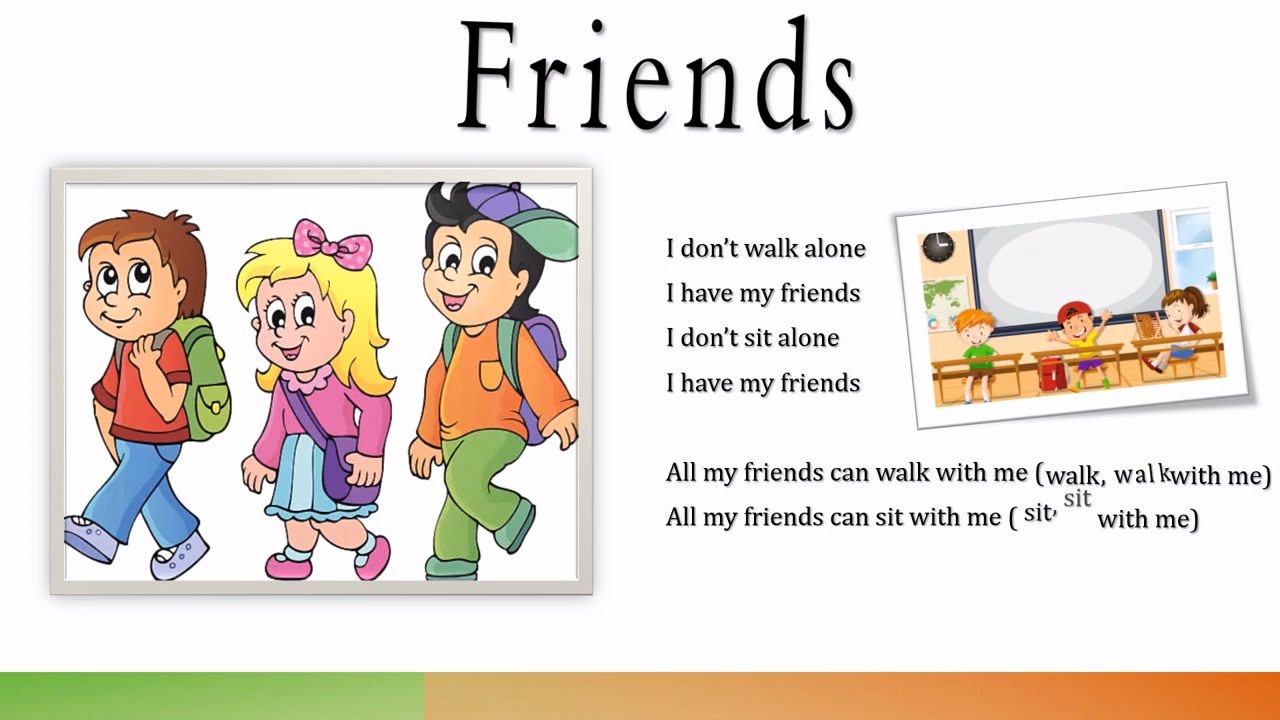 Friends
I don’t walk alone
I have my friends
I don’t sit alone
I have my friends
All my friends can walk with me (walk, walk with me)
All my friends can sit with me ( sit, sit with me)